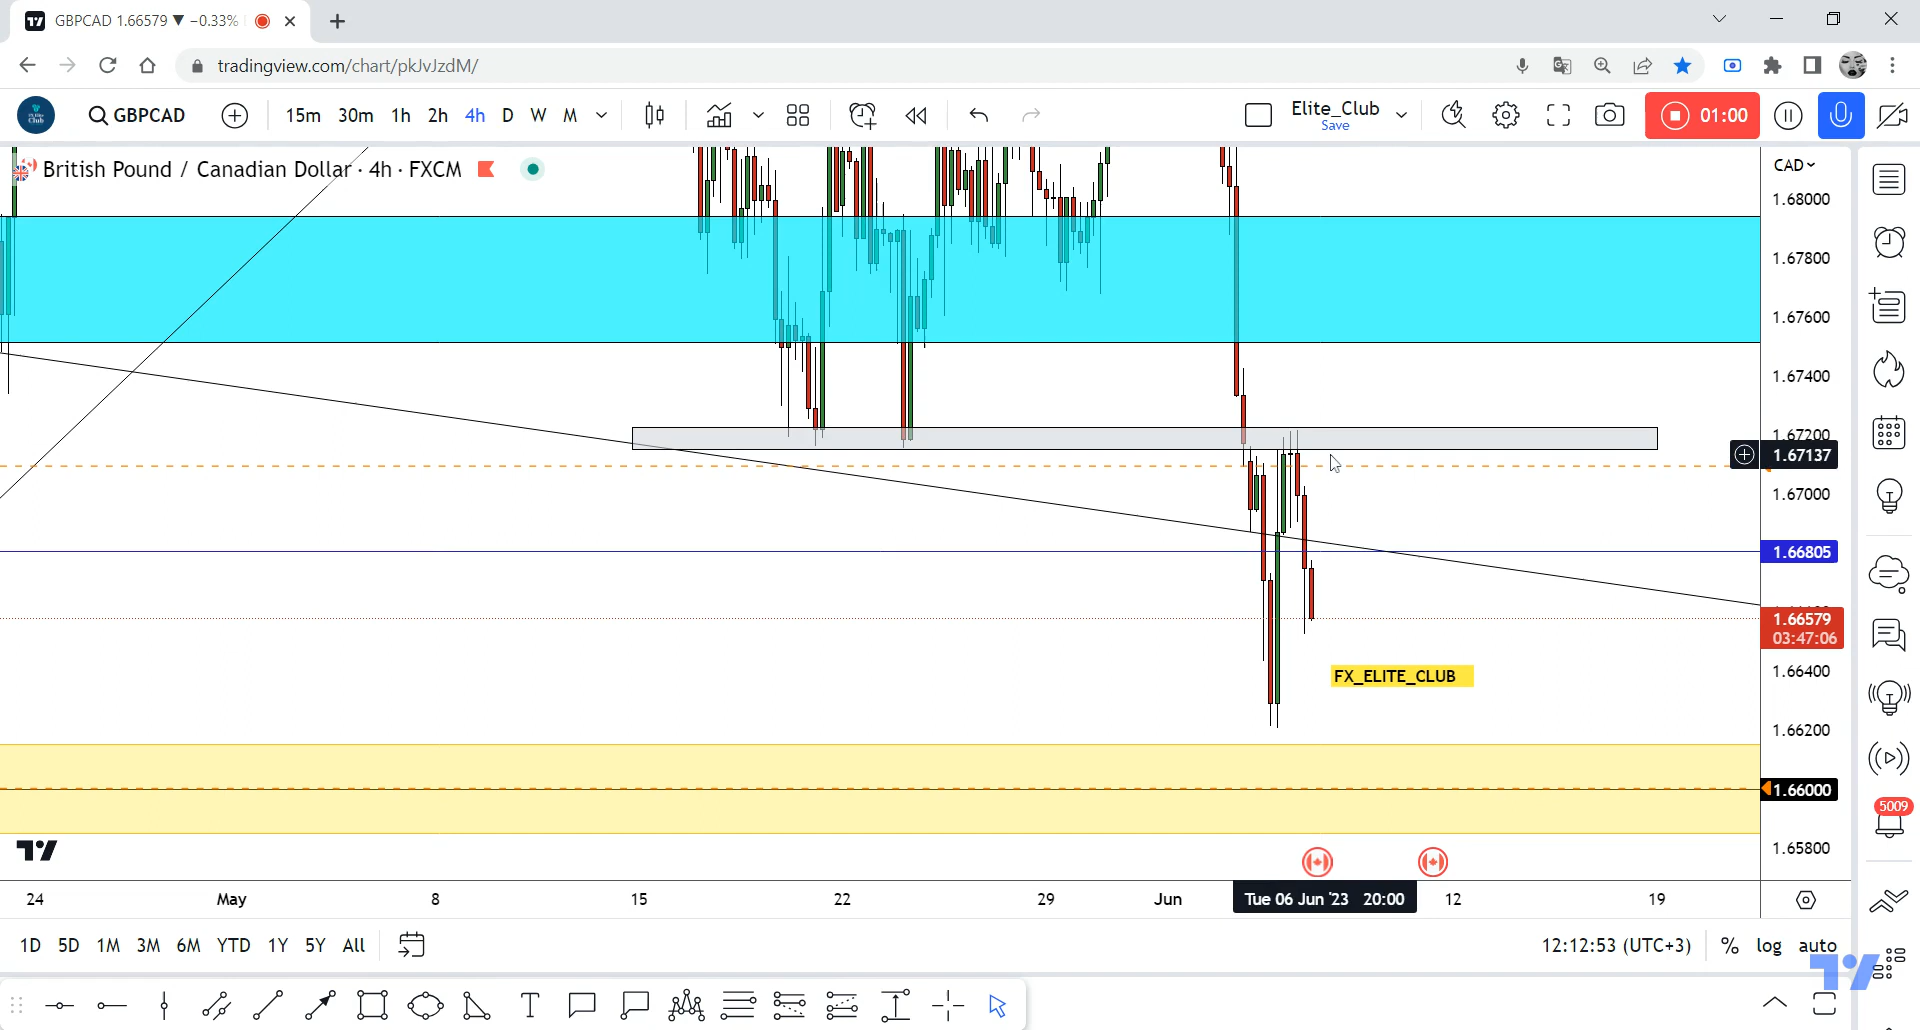 GBPCAD 1.66579 ▼ −0.33%
tradingview.com/chart/pkJvJzdM/
GBPCAD 15m 30m 1h 2h 4h D W M Elite_Club Save 01:00
British Pound / Canadian Dollar · 4h · FXCM
CAD
1.68000
1.67800
1.67600
1.67400
1.67200
1.67137
1.67000
1.66805
1.66579
03:47:06
1.66400
FX_ELITE_CLUB
1.66200
1.66000
5009
1.65800
24 May 8 15 22 29 Jun Tue 06 Jun '23 20:00 12 19
1D 5D 1M 3M 6M YTD 1Y 5Y All 12:12:53 (UTC+3) % log auto